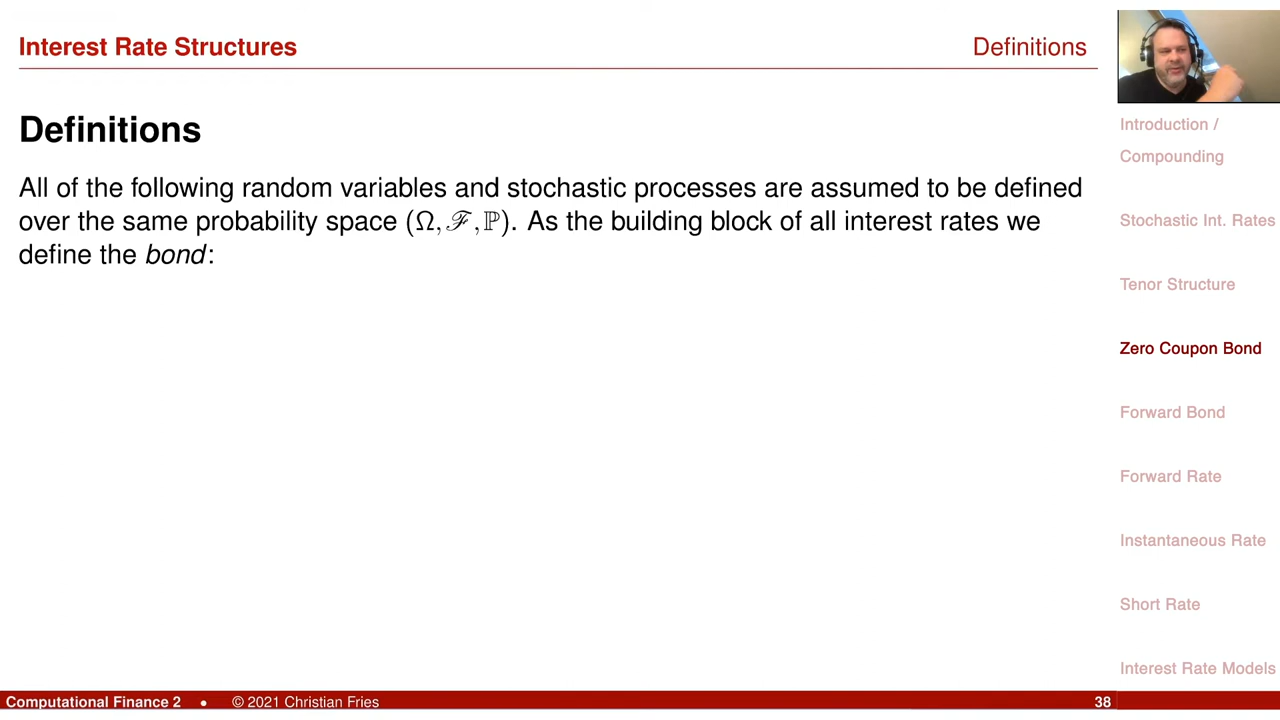 Interest Rate Structures
Definitions
Definitions
All of the following random variables and stochastic processes are assumed to be defined
over the same probability space (Ω, ℱ, ℙ). As the building block of all interest rates we
define the bond:
Introduction /
Compounding
Stochastic Int. Rates
Tenor Structure
Zero Coupon Bond
Forward Bond
Forward Rate
Instantaneous Rate
Short Rate
Interest Rate Models
Computational Finance 2 • © 2021 Christian Fries
38